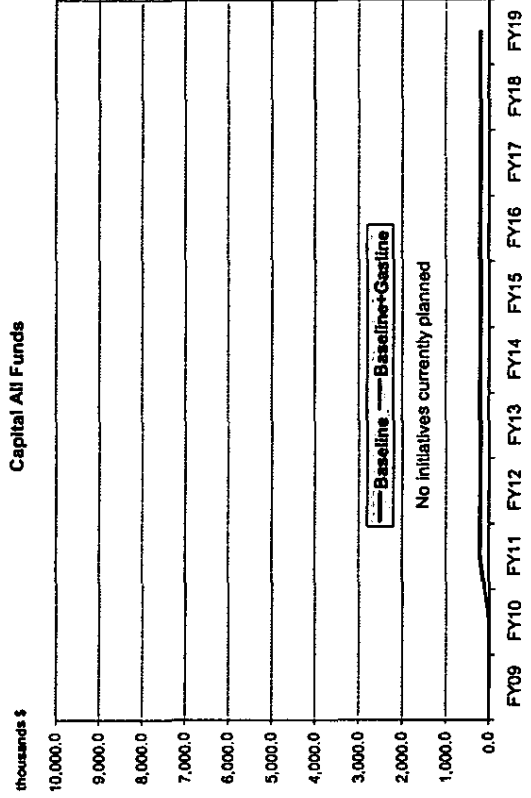 Capital All Funds
thousands $
10,000.0
9,000.0
8,000.0
7,000.0
6,000.0
5,000.0
4,000.0
3,000.0
2,000.0
1,000.0
0.0
Baseline Baseline+Gasline
No initiatives currently planned
FY09 FY10 FY11 FY12 FY13 FY14 FY15 FY16 FY17 FY18 FY19